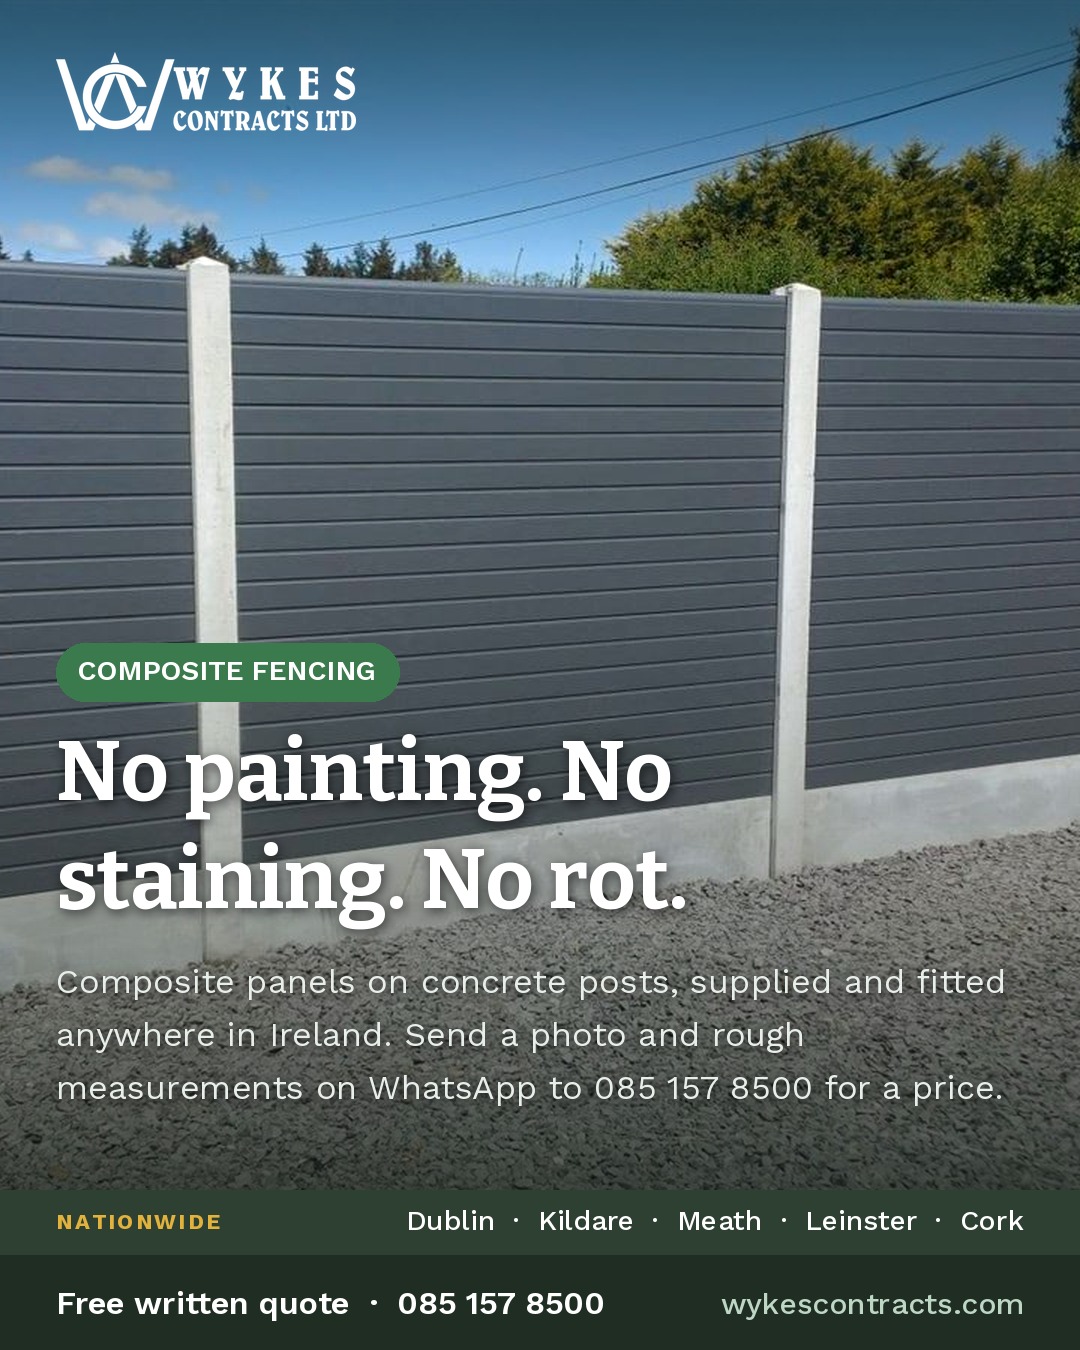 WYKES
CONTRACTS LTD
COMPOSITE FENCING
No painting. No
staining. No rot.
Composite panels on concrete posts, supplied and fitted
anywhere in Ireland. Send a photo and rough
measurements on WhatsApp to 085 157 8500 for a price.
NATIONWIDE Dublin · Kildare · Meath · Leinster · Cork
Free written quote · 085 157 8500 wykescontracts.com